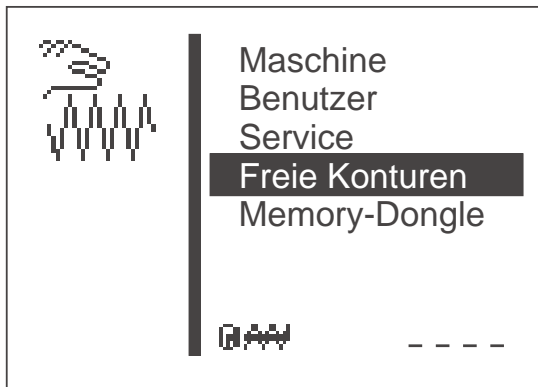 Maschine
Benutzer
Service
Freie Konturen
Memory-Dongle
_ _ _ _